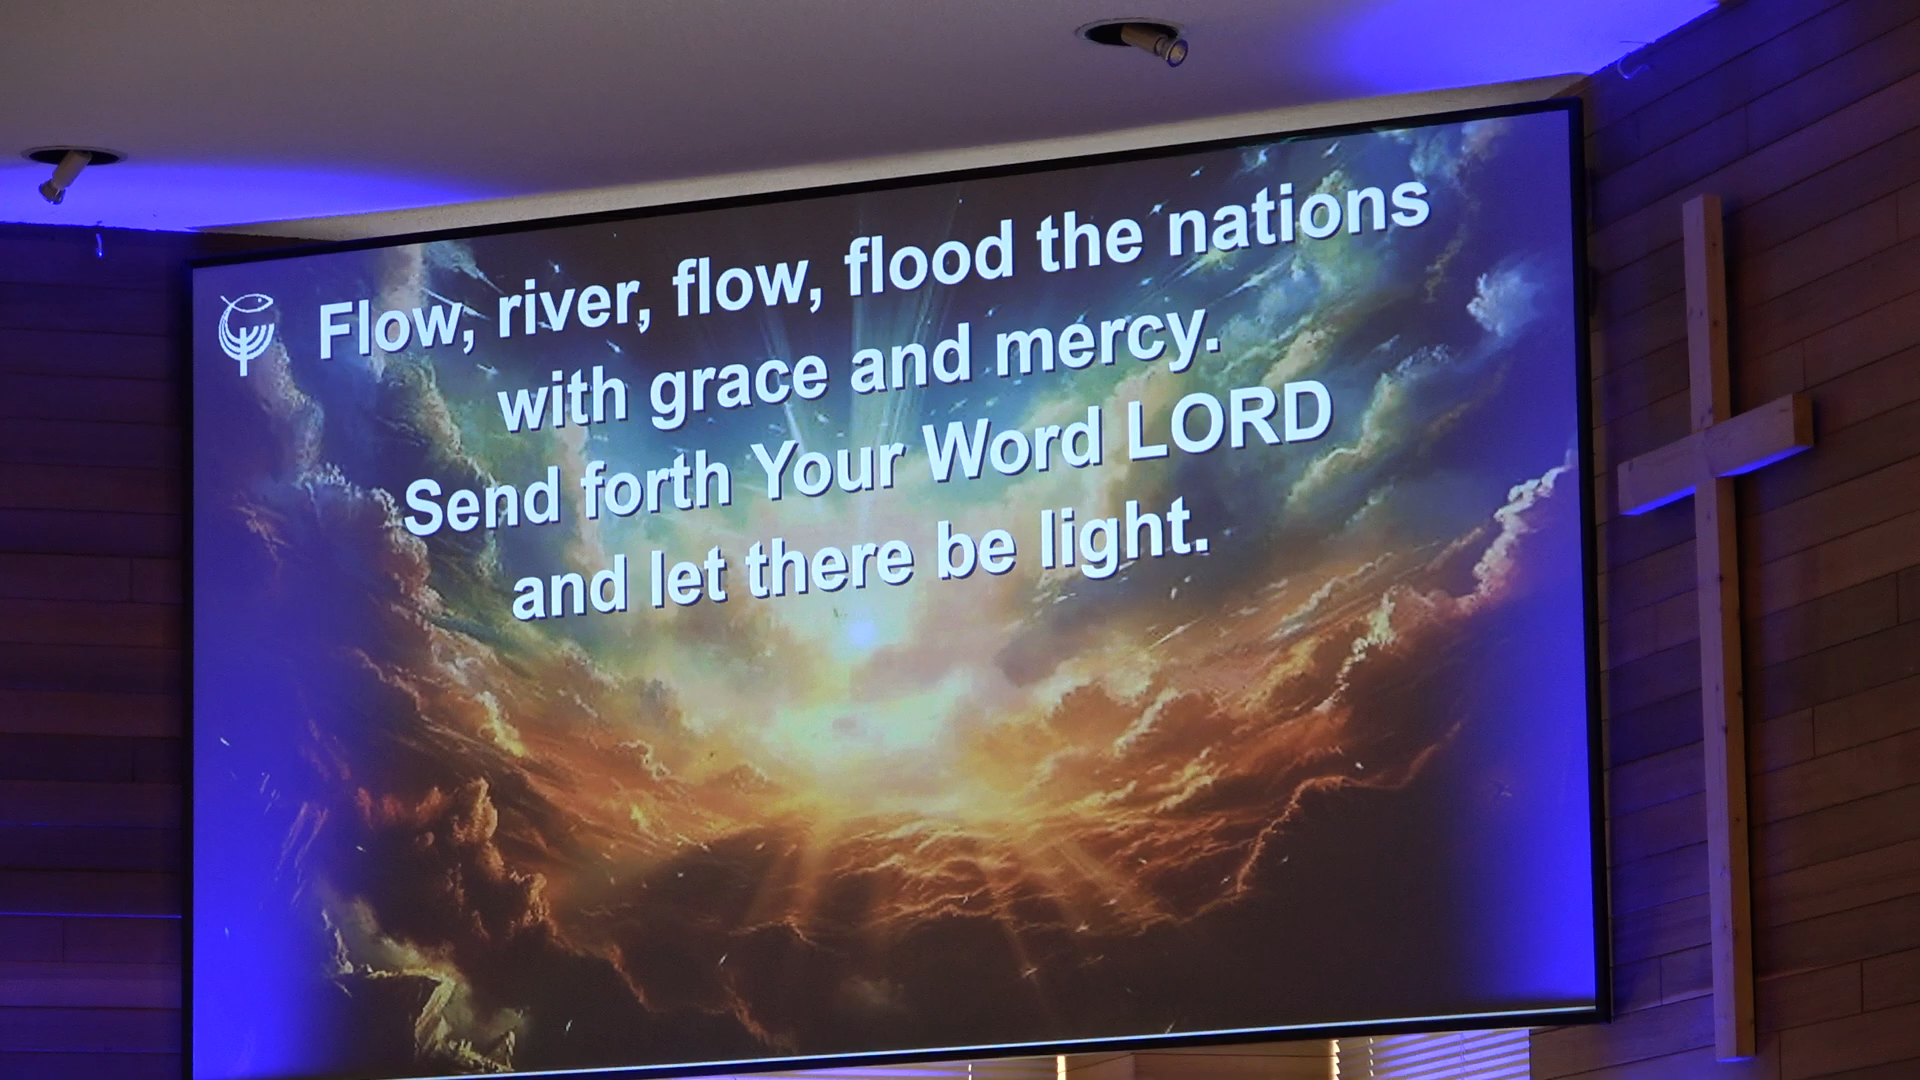 Flow, river, flow, flood the nations
with grace and mercy.
Send forth Your Word LORD
and let there be light.